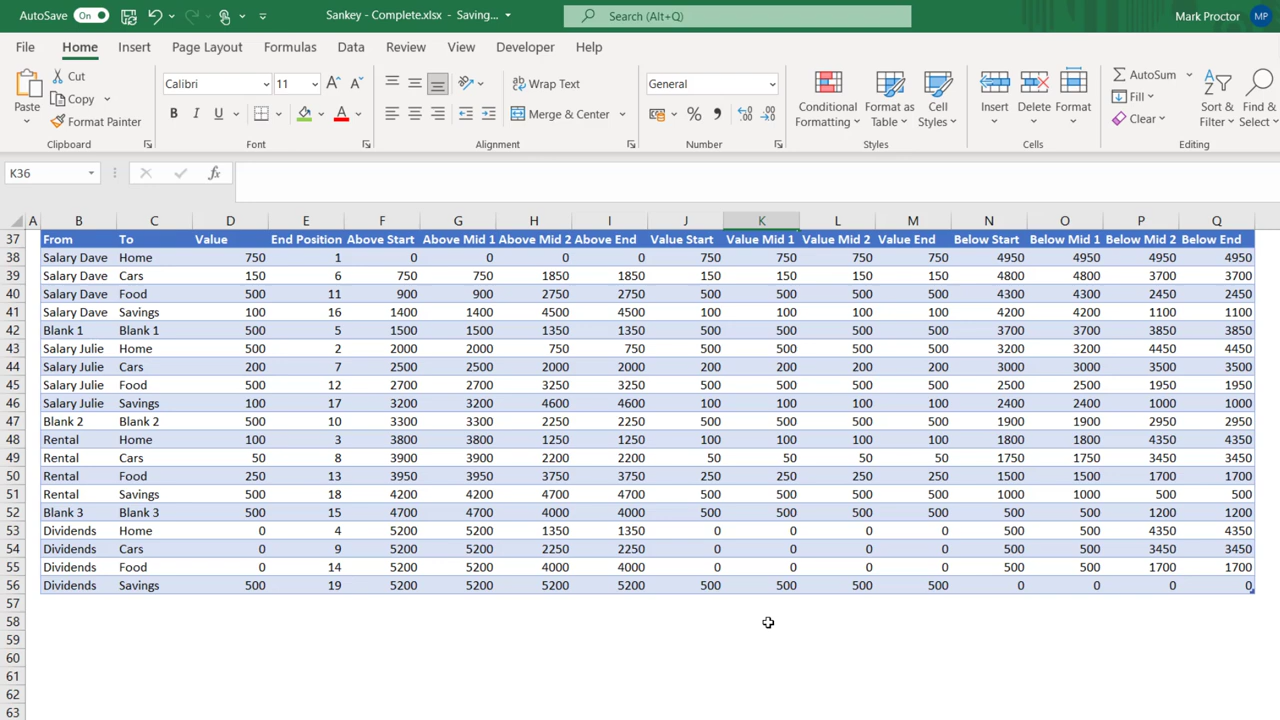 AutoSave On Sankey - Complete.xlsx - Saving... Search (Alt+Q) Mark Proctor MP
File Home Insert Page Layout Formulas Data Review View Developer Help
Paste Cut Copy Format Painter
Calibri 11
B I U A
ab Wrap Text
Merge & Center
General
% 9
Conditional Formatting
Format as Table
Cell Styles
Insert Delete Format
AutoSum Fill Clear
Sort & Filter
Find & Select
Clipboard Font Alignment Number Styles Cells Editing
K36 fx
A B C D E F G H I J K L M N O P Q
37 From To Value End Position Above Start Above Mid 1 Above Mid 2 Above End Value Start Value Mid 1 Value Mid 2 Value End Below Start Below Mid 1 Below Mid 2 Below End
38 Salary Dave Home 750 1 0 0 0 0 750 750 750 750 4950 4950 4950 4950
39 Salary Dave Cars 150 6 750 750 1850 1850 150 150 150 150 4800 4800 3700 3700
40 Salary Dave Food 500 11 900 900 2750 2750 500 500 500 500 4300 4300 2450 2450
41 Salary Dave Savings 100 16 1400 1400 4500 4500 100 100 100 100 4200 4200 1100 1100
42 Blank 1 Blank 1 500 5 1500 1500 1350 1350 500 500 500 500 3700 3700 3850 3850
43 Salary Julie Home 500 2 2000 2000 750 750 500 500 500 500 3200 3200 4450 4450
44 Salary Julie Cars 200 7 2500 2500 2000 2000 200 200 200 200 3000 3000 3500 3500
45 Salary Julie Food 500 12 2700 2700 3250 3250 500 500 500 500 2500 2500 1950 1950
46 Salary Julie Savings 100 17 3200 3200 4600 4600 100 100 100 100 2400 2400 1000 1000
47 Blank 2 Blank 2 500 10 3300 3300 2250 2250 500 500 500 500 1900 1900 2950 2950
48 Rental Home 100 3 3800 3800 1250 1250 100 100 100 100 1800 1800 4350 4350
49 Rental Cars 50 8 3900 3900 2200 2200 50 50 50 50 1750 1750 3450 3450
50 Rental Food 250 13 3950 3950 3750 3750 250 250 250 250 1500 1500 1700 1700
51 Rental Savings 500 18 4200 4200 4700 4700 500 500 500 500 1000 1000 500 500
52 Blank 3 Blank 3 500 15 4700 4700 4000 4000 500 500 500 500 500 500 1200 1200
53 Dividends Home 0 4 5200 5200 1350 1350 0 0 0 0 500 500 4350 4350
54 Dividends Cars 0 9 5200 5200 2250 2250 0 0 0 0 500 500 3450 3450
55 Dividends Food 0 14 5200 5200 4000 4000 0 0 0 0 500 500 1700 1700
56 Dividends Savings 500 19 5200 5200 5200 5200 500 500 500 500 0 0 0 0
57
58
59
60
61
62
63